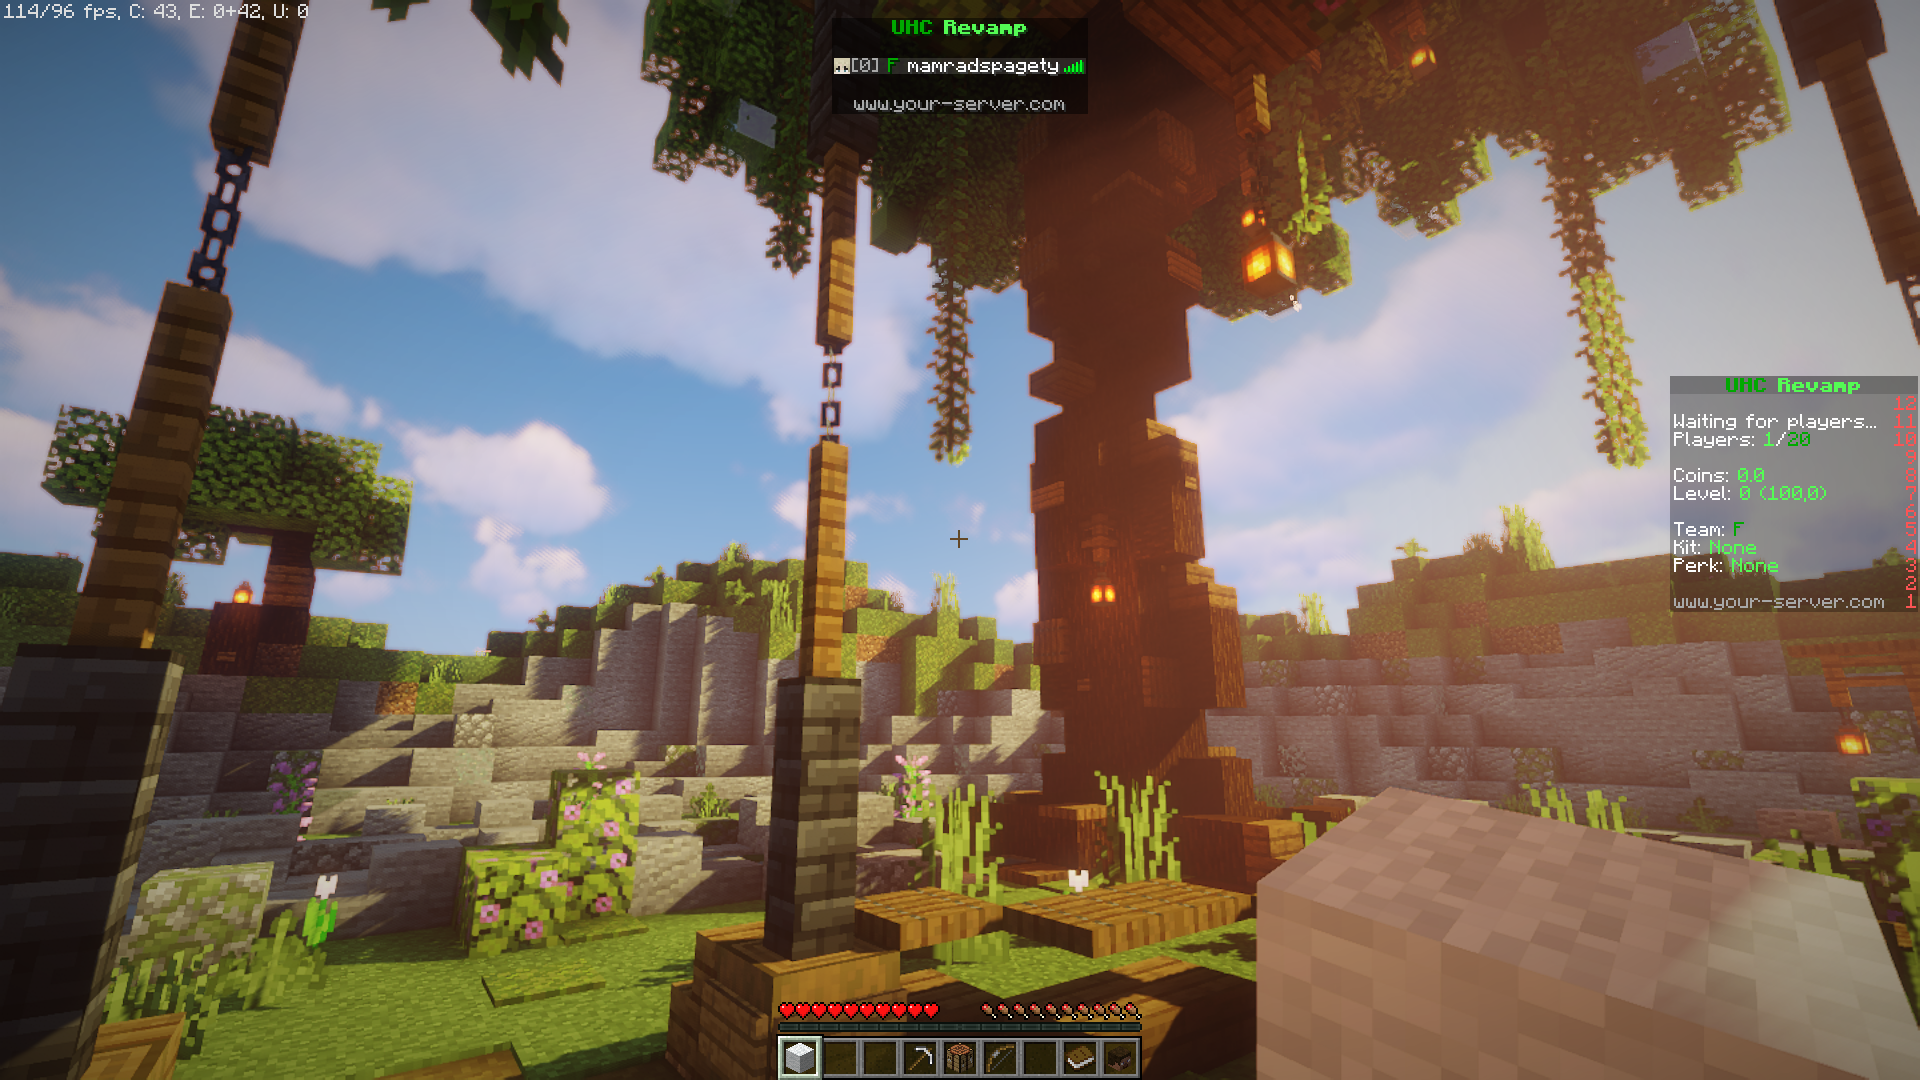 114/96 fps, C: 43, E: 0+42, U: 0
UHC Revamp
[0] F mamradspagety
www.your-server.com
UHC Revamp
12
Waiting for players... 11
Players: 1/20 10
9
Coins: 0.0 8
Level: 0 (100,0) 7
6
Team: F 5
Kit: None 4
Perk: None 3
2
www.your-server.com 1